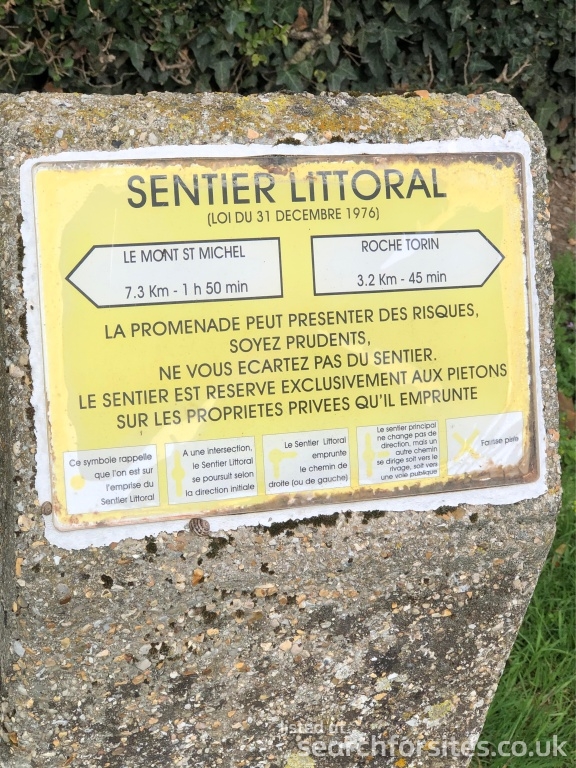 SENTIER LITTORAL
(LOI DU 31 DECEMBRE 1976)
LE MONT ST MICHEL
7.3 Km - 1 h 50 min
ROCHE TORIN
3.2 Km - 45 min
LA PROMENADE PEUT PRESENTER DES RISQUES,
SOYEZ PRUDENTS,
NE VOUS ECARTEZ PAS DU SENTIER.
LE SENTIER EST RESERVE EXCLUSIVEMENT AUX PIETONS
SUR LES PROPRIETES PRIVEES QU'IL EMPRUNTE
Ce symbole rappelle
que l'on est sur
l'emprise du
Sentier Littoral
A une intersection,
le Sentier Littoral
se poursuit selon
la direction initiale
Le Sentier Littoral
emprunte
le chemin de
droite (ou de gauche)
Le sentier principal
ne change pas de
direction, mais un
autre chemin
se dirige soit vers le
rivage, soit vers
une voie publique
Fausse piste
listed at
searchforsites.co.uk